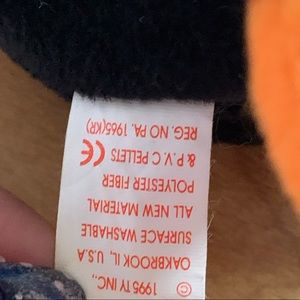 © 1995 TY INC.,
OAKBROOK, IL. U.S.A
SURFACE WASHABLE
ALL NEW MATERIAL
POLYESTER FIBER
& P.V.C PELLETS CE
REG. NO PA. 1965(KR)